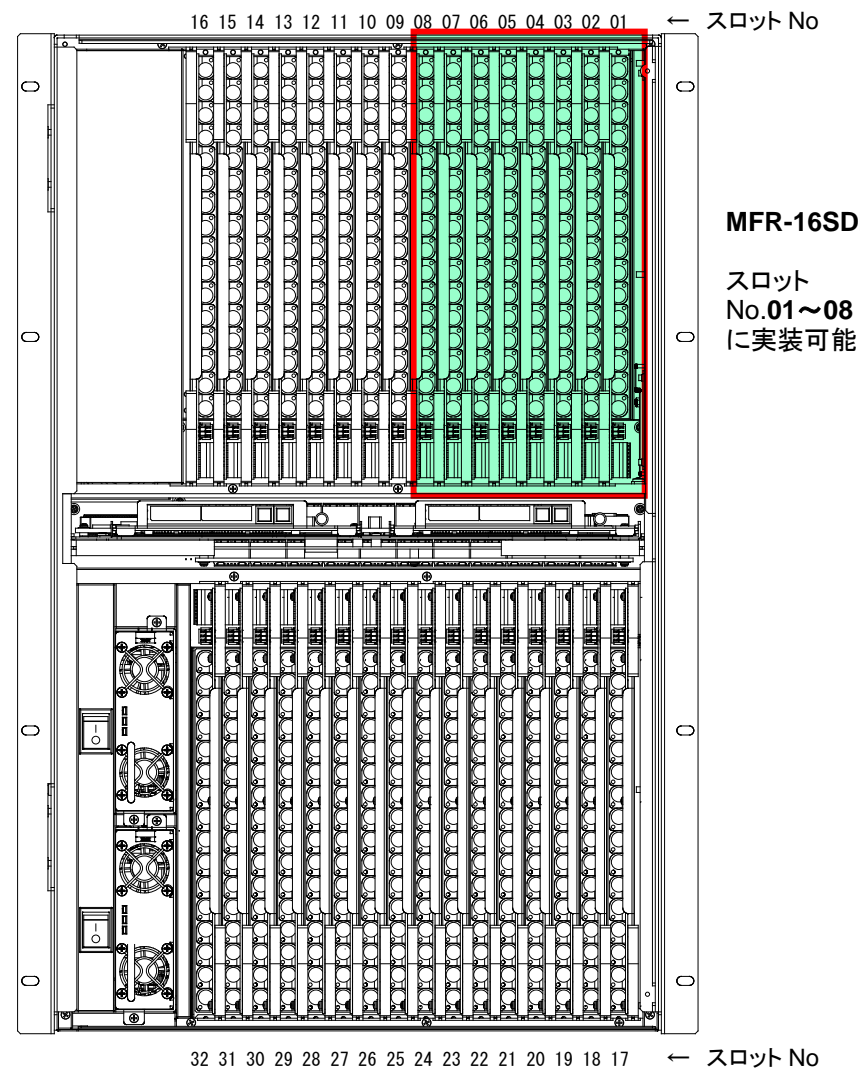 16 15 14 13 12 11 10 09 08 07 06 05 04 03 02 01 ← スロット No
MFR-16SD
スロット
No.01～08
に実装可能
32 31 30 29 28 27 26 25 24 23 22 21 20 19 18 17 ← スロット No